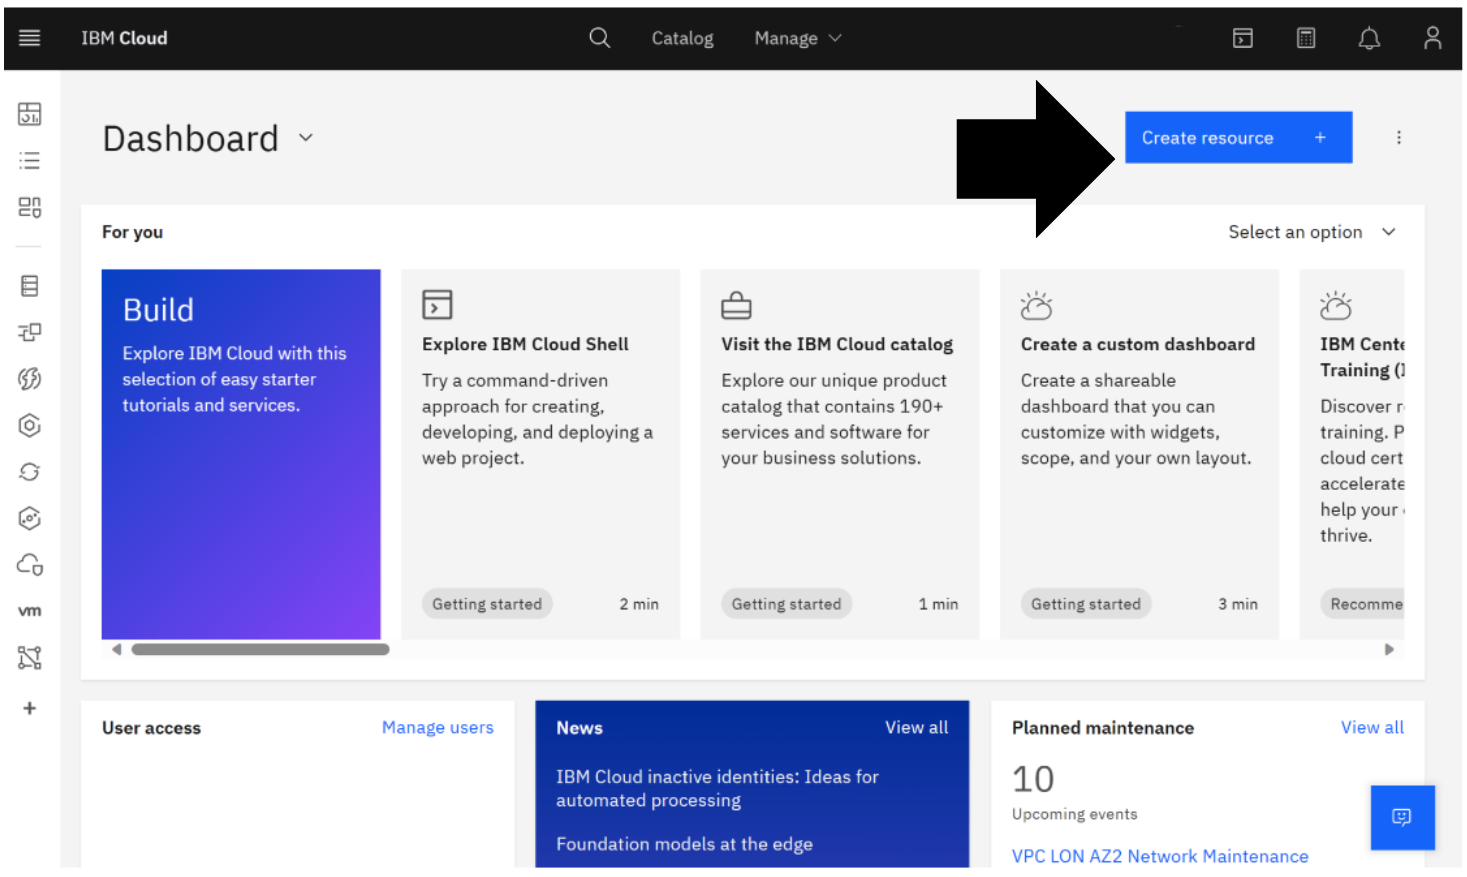 IBM Cloud
Catalog
Manage
Dashboard
Create resource +
For you
Select an option
Build
Explore IBM Cloud with this
selection of easy starter
tutorials and services.
Explore IBM Cloud Shell
Try a command-driven
approach for creating,
developing, and deploying a
web project.
Getting started
2 min
Visit the IBM Cloud catalog
Explore our unique product
catalog that contains 190+
services and software for
your business solutions.
Getting started
1 min
Create a custom dashboard
Create a shareable
dashboard that you can
customize with widgets,
scope, and your own layout.
Getting started
3 min
IBM Cente
Training (I
Discover r
training. P
cloud cert
accelerate
help your
thrive.
Recomme
vm
+
User access
Manage users
News
View all
IBM Cloud inactive identities: Ideas for
automated processing
Foundation models at the edge
Planned maintenance
View all
10
Upcoming events
VPC LON AZ2 Network Maintenance